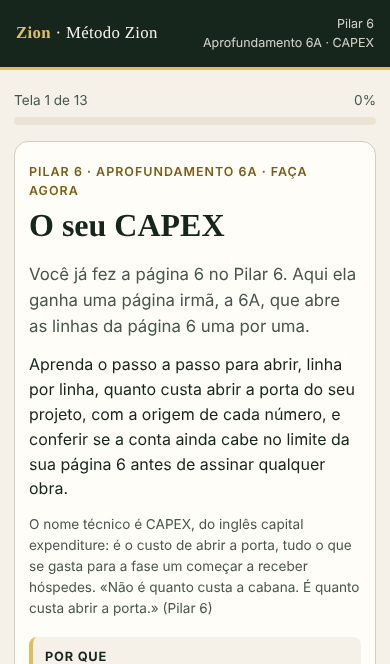 Zion · Método Zion
Pilar 6
Aprofundamento 6A · CAPEX
Tela 1 de 13
0%
PILAR 6 · APROFUNDAMENTO 6A · FAÇA
AGORA
O seu CAPEX
Você já fez a página 6 no Pilar 6. Aqui ela
ganha uma página irmã, a 6A, que abre
as linhas da página 6 uma por uma.
Aprenda o passo a passo para abrir, linha
por linha, quanto custa abrir a porta do seu
projeto, com a origem de cada número, e
conferir se a conta ainda cabe no limite da
sua página 6 antes de assinar qualquer
obra.
O nome técnico é CAPEX, do inglês capital
expenditure: é o custo de abrir a porta, tudo o que
se gasta para a fase um começar a receber
hóspedes. «Não é quanto custa a cabana. É quanto
custa abrir a porta.» (Pilar 6)
POR QUE